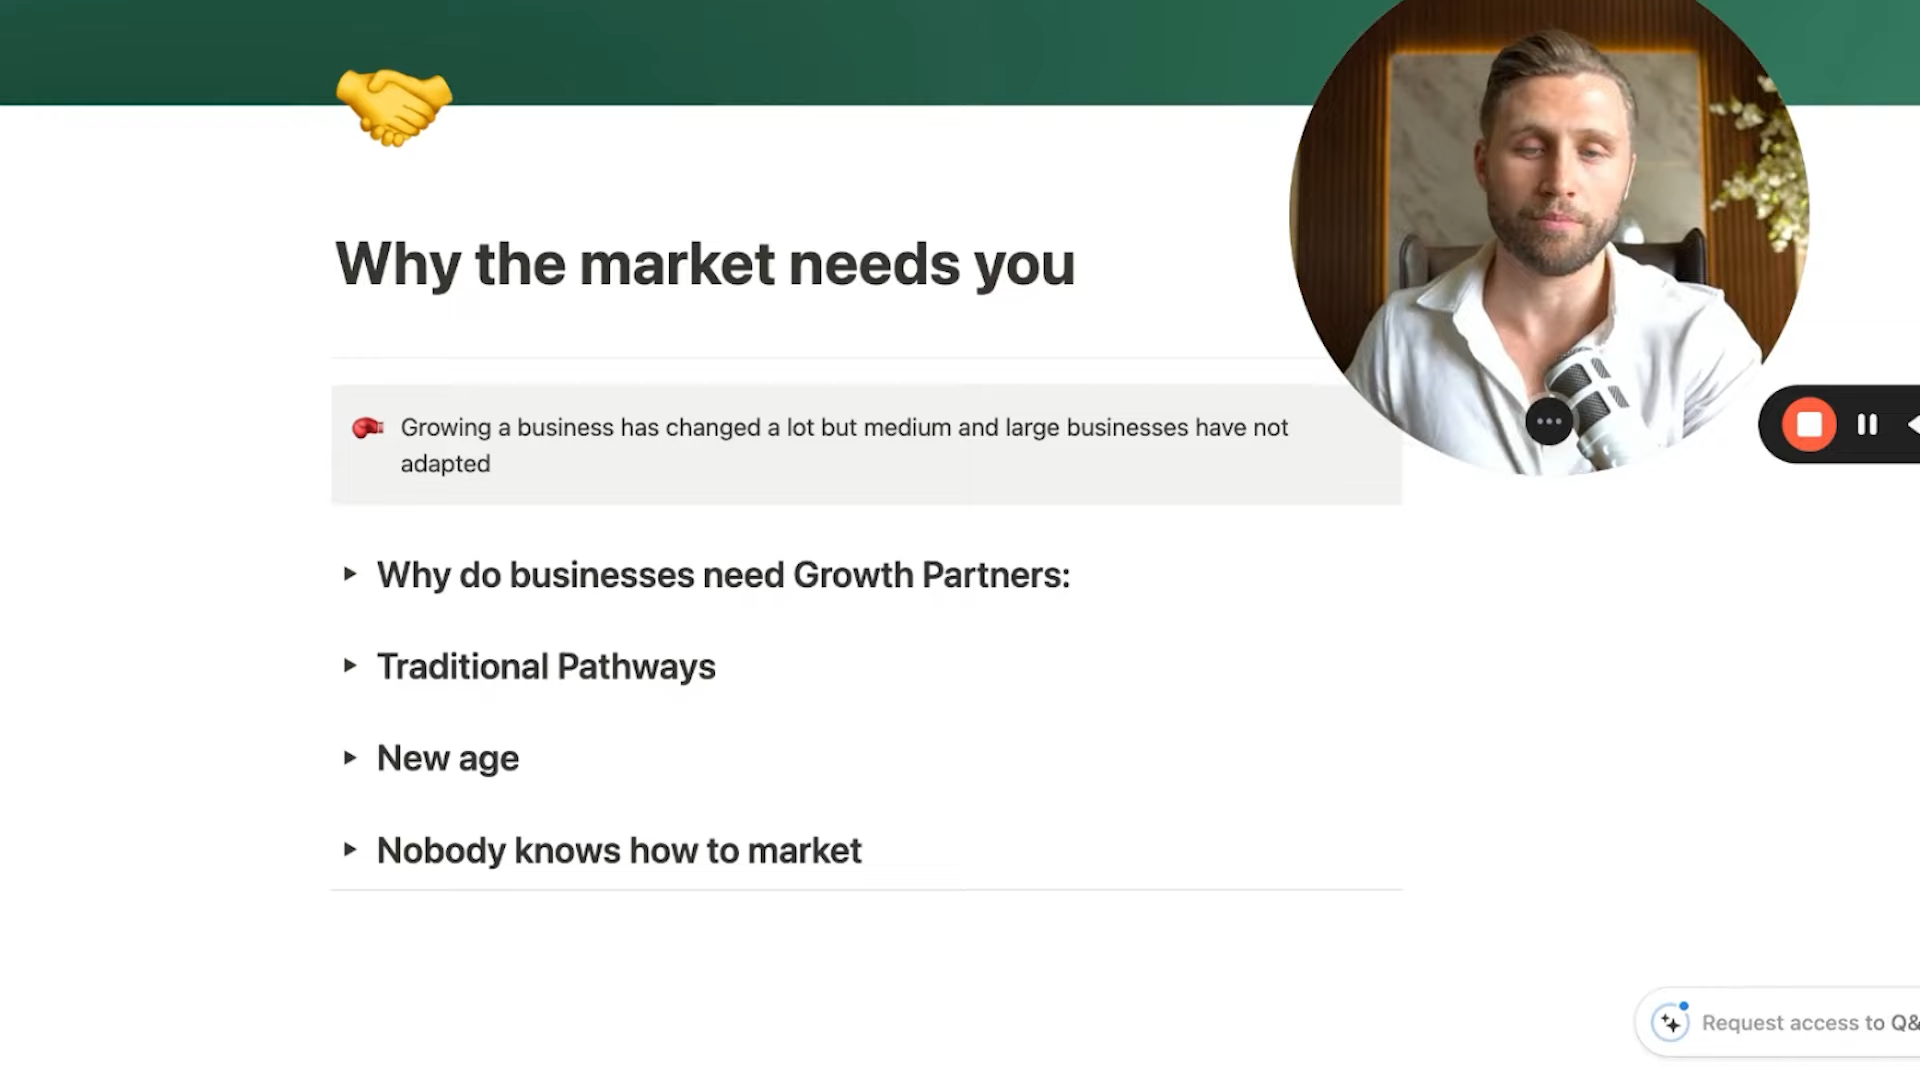 Why the market needs you
Growing a business has changed a lot but medium and large businesses have not
adapted
Why do businesses need Growth Partners:
Traditional Pathways
New age
Nobody knows how to market
Request access to Q&